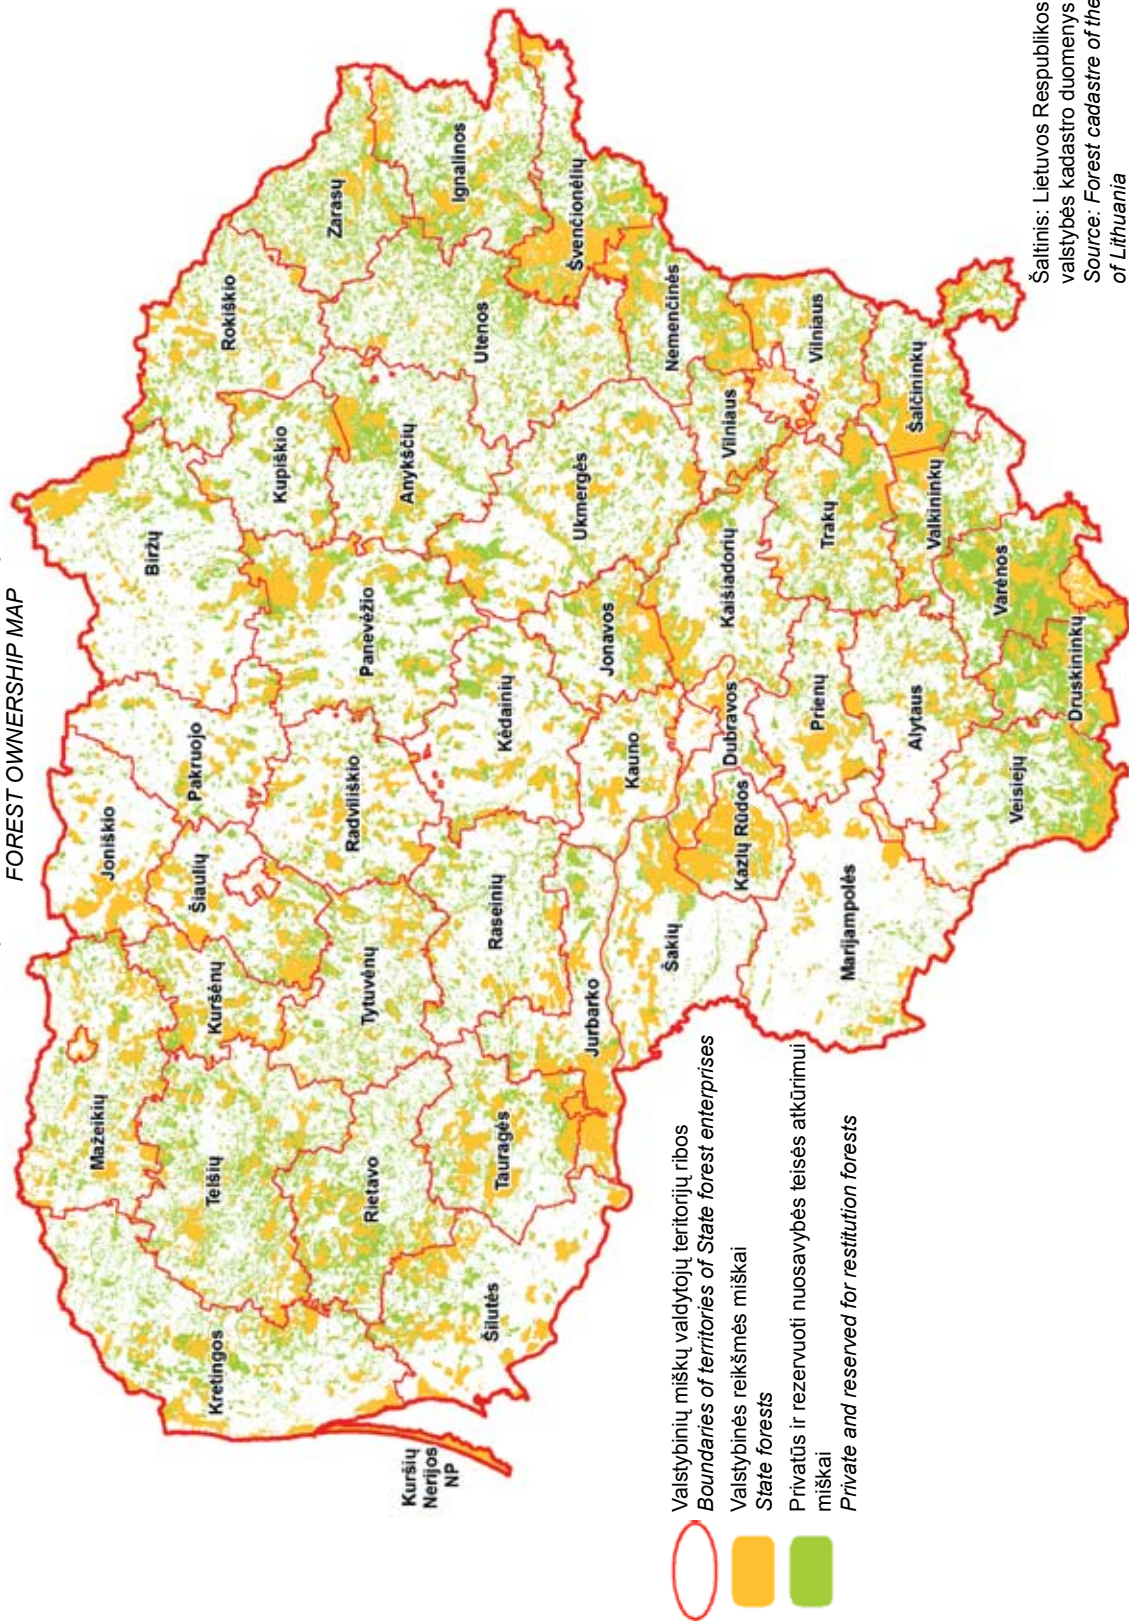 FOREST OWNERSHIP MAP
Mažeikių
Joniškio
Biržų
Kretingos
Telšių
Kuršėnų
Šiaulių
Pakruojo
Rokiškio
Kupiškio
Zarasų
Rietavo
Tytuvėnų
Radviliškio
Panevėžio
Anykščių
Utenos
Ignalinos
Šilutės
Tauragės
Raseinių
Kėdainių
Ukmergės
Švenčionėlių
Kuršių
Nerijos
NP
Jurbarko
Kauno
Jonavos
Nemenčinės
Šakių
Kazlų Rūdos
Dubravos
Kaišiadorių
Vilniaus
Vilniaus
Marijampolės
Prienų
Trakų
Alytaus
Valkininkų
Šalčininkų
Veisiejų
Druskininkų
Varėnos
Valstybinių miškų valdytojų teritorijų ribos
Boundaries of territories of State forest enterprises
Valstybinės reikšmės miškai
State forests
Privatūs ir rezervuoti nuosavybės teisės atkūrimui
miškai
Private and reserved for restitution forests
Šaltinis: Lietuvos Respublikos
valstybės kadastro duomenys
Source: Forest cadastre of the
of Lithuania